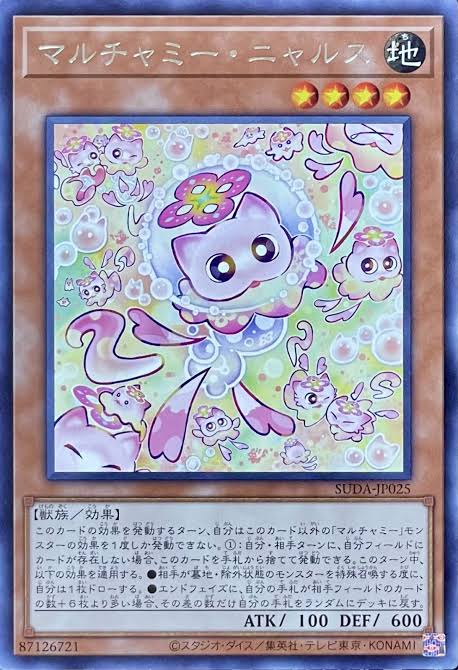 マルチャミー・ニャルス
地
SUDA-JP025
【獣族/効果】
このカードの効果を発動するターン、自分はこのカード以外の「マルチャミー」モン
スターの効果を1度しか発動できない。①:自分・相手ターンに、自分フィールドに
カードが存在しない場合、このカードを手札から捨てて発動できる。このターン中、
以下の効果を適用する。●相手が墓地・除外状態のモンスターを特殊召喚する度に、
自分は1枚ドローする。●エンドフェイズに、自分の手札が相手フィールドのカード
の数+6枚より多い場合、その差の数だけ自分の手札をランダムにデッキに戻す。
ATK/ 100 DEF/ 600
87126721
©スタジオ・ダイス/集英社・テレビ東京・KONAMI